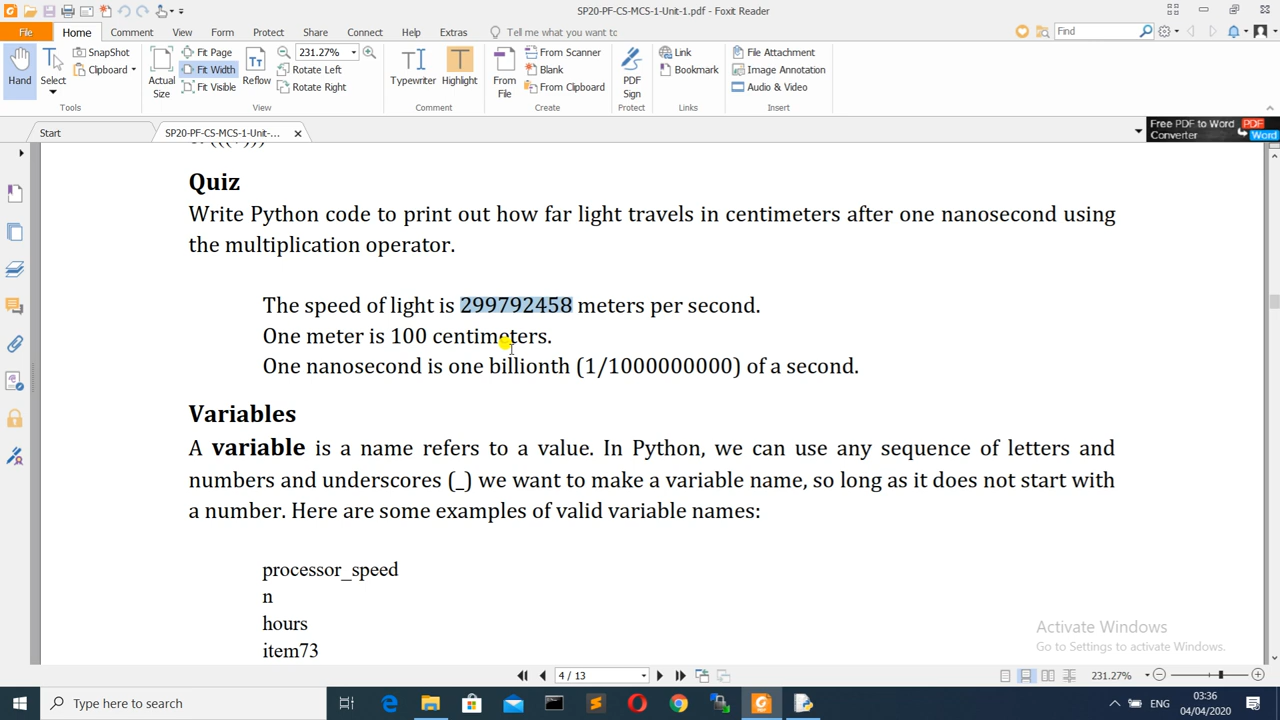 SP20-PF-CS-MCS-1-Unit-1.pdf - Foxit Reader
File Home Comment View Form Protect Share Connect Help Extras Tell me what you want to Find
Hand
Select
SnapShot
Clipboard
Actual Size
Fit Page
Fit Width
Fit Visible
Reflow
231.27%
Rotate Left
Rotate Right
Typewriter
Highlight
From File
From Scanner
Blank
From Clipboard
PDF Sign
Link
Bookmark
File Attachment
Image Annotation
Audio & Video
Tools View Comment Create Protect Links Insert
Start SP20-PF-CS-MCS-1-Unit-...
Free PDF to Word Converter PDF Word
Quiz
Write Python code to print out how far light travels in centimeters after one nanosecond using
the multiplication operator.
The speed of light is 299792458 meters per second.
One meter is 100 centimeters.
One nanosecond is one billionth (1/1000000000) of a second.
Variables
A variable is a name refers to a value. In Python, we can use any sequence of letters and
numbers and underscores (_) we want to make a variable name, so long as it does not start with
a number. Here are some examples of valid variable names:
processor_speed
n
hours
item73
Activate Windows
Go to Settings to activate Windows.
4 / 13 231.27%
Type here to search
ENG
03:36
04/04/2020